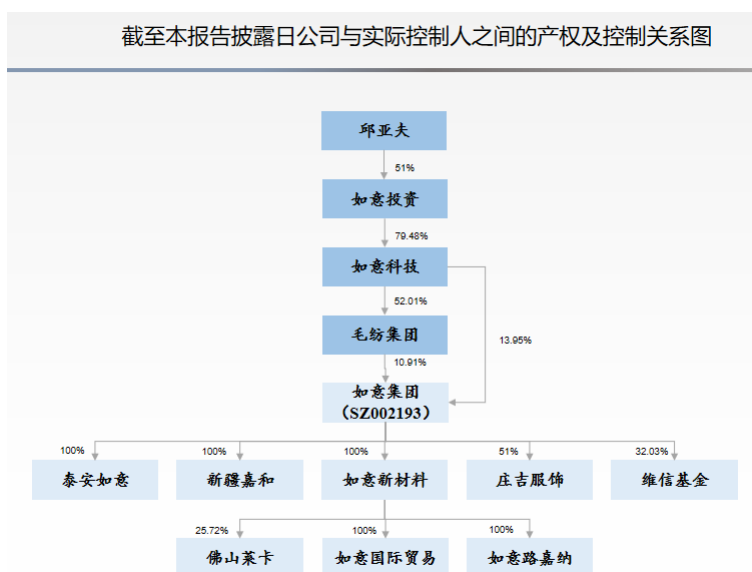 截至本报告披露日公司与实际控制人之间的产权及控制关系图
邱亚夫
51%
如意投资
79.48%
如意科技
52.01%
毛纺集团
13.95%
10.91%
如意集团
（SZ002193）
100%
100%
100%
51%
32.03%
泰安如意
新疆嘉和
如意新材料
庄吉服饰
维信基金
25.72%
100%
100%
佛山莱卡
如意国际贸易
如意路嘉纳